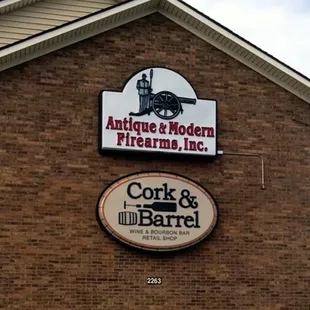 Antique & Modern
Firearms, Inc.
Cork &
Barrel
WINE & BOURBON BAR
RETAIL SHOP
2263